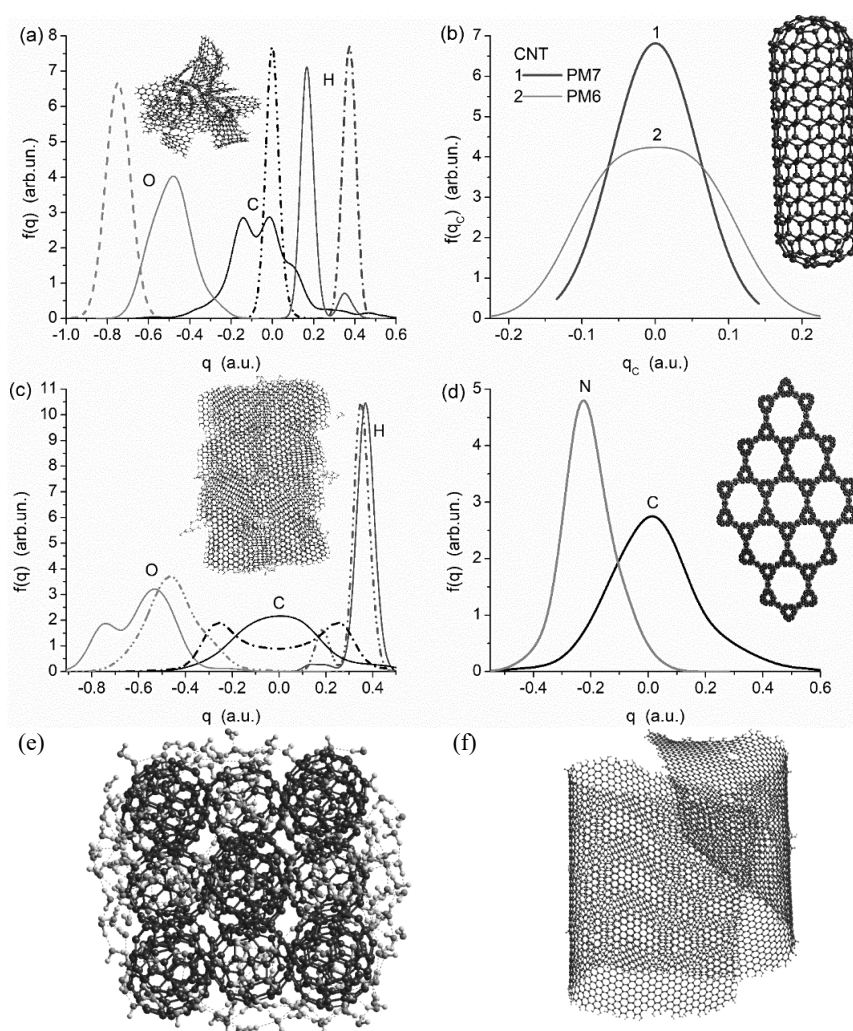 (a)
8
7
6
5
4
3
2
1
0
f(q) (arb.un.)
O
C
H
-1.0 -0.8 -0.6 -0.4 -0.2 0.0 0.2 0.4 0.6
q (a.u.)
(b)
7
6
5
4
3
2
1
0
f(qC) (arb.un.)
CNT
1 PM7
2 PM6
1
2
-0.2 -0.1 0.0 0.1 0.2
qC (a.u.)
(c)
11
10
9
8
7
6
5
4
3
2
1
0
f(q) (arb.un.)
O
C
H
-0.8 -0.6 -0.4 -0.2 0.0 0.2 0.4
q (a.u.)
(d)
5
4
3
2
1
0
f(q) (arb.un.)
N
C
-0.4 -0.2 0.0 0.2 0.4 0.6
q (a.u.)
(e)
(f)